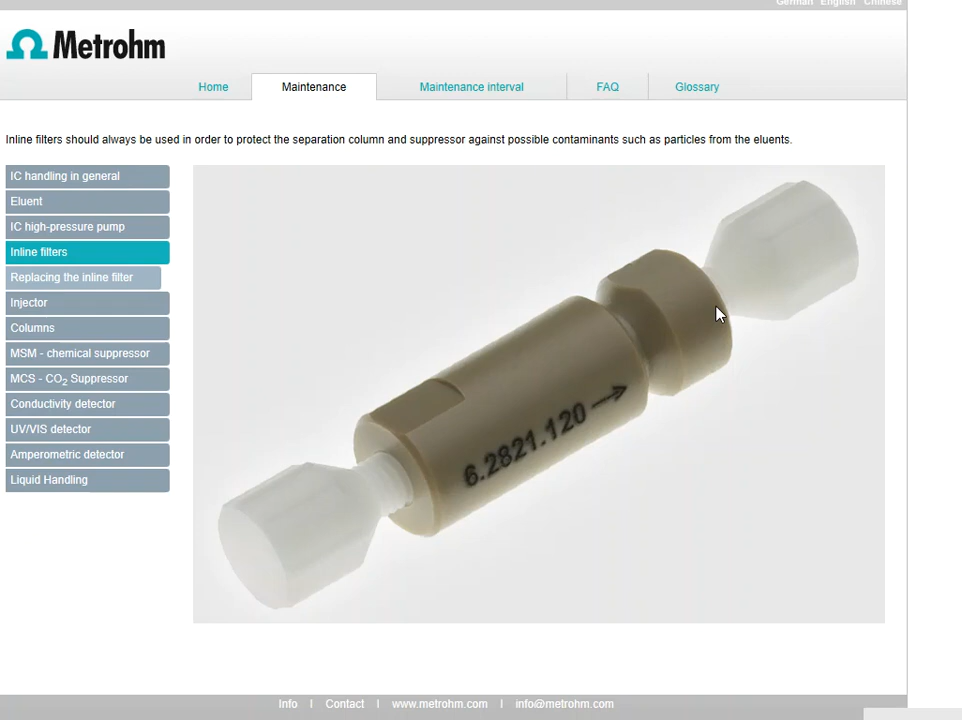 German English Chinese
Metrohm
Home Maintenance Maintenance interval FAQ Glossary
Inline filters should always be used in order to protect the separation column and suppressor against possible contaminants such as particles from the eluents.
IC handling in general
Eluent
IC high-pressure pump
Inline filters
Replacing the inline filter
Injector
Columns
MSM - chemical suppressor
MCS - CO2 Suppressor
Conductivity detector
UV/VIS detector
Amperometric detector
Liquid Handling
6.2821.120 →
Info I Contact I www.metrohm.com I info@metrohm.com